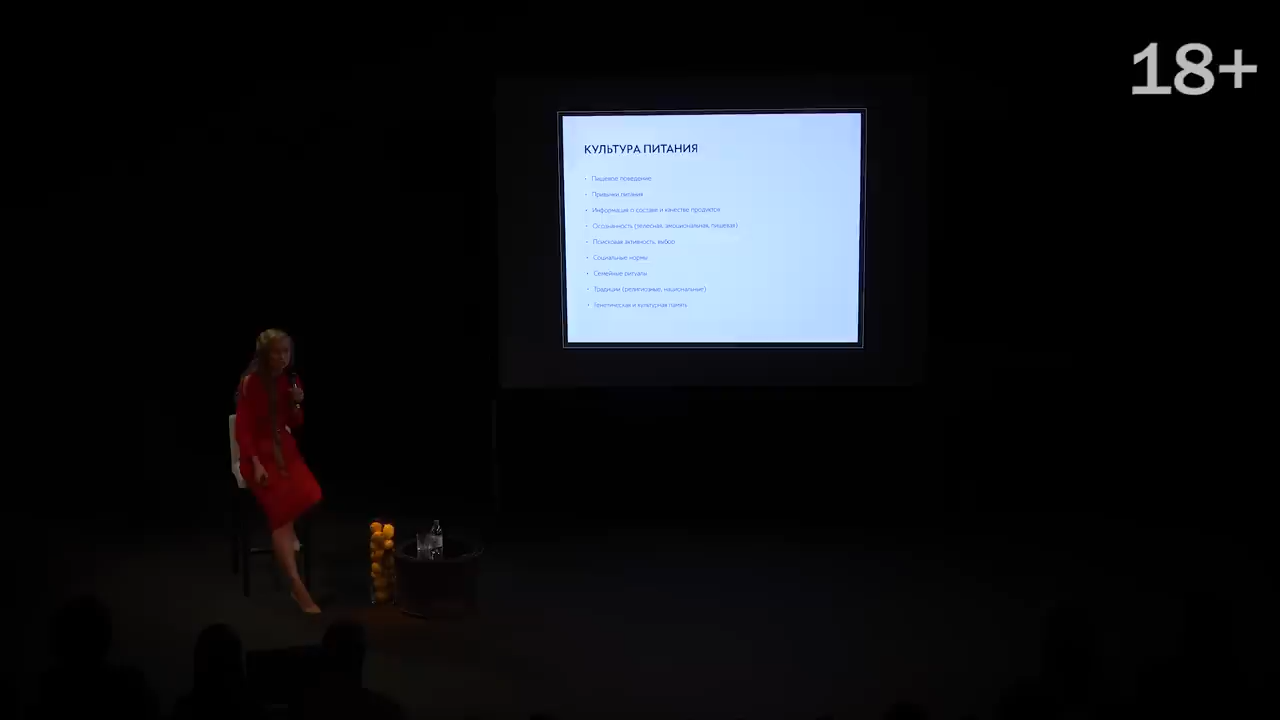 18+
КУЛЬТУРА ПИТАНИЯ
• Пищевое поведение
• Привычки питания
• Информация о составе и качестве продуктов
• Осознанность (телесная, эмоциональная, пищевая)
• Поисковая активность, выбор
• Социальные нормы
• Семейные ритуалы
• Традиции (религиозные, национальные)
• Генетическая и культурная память